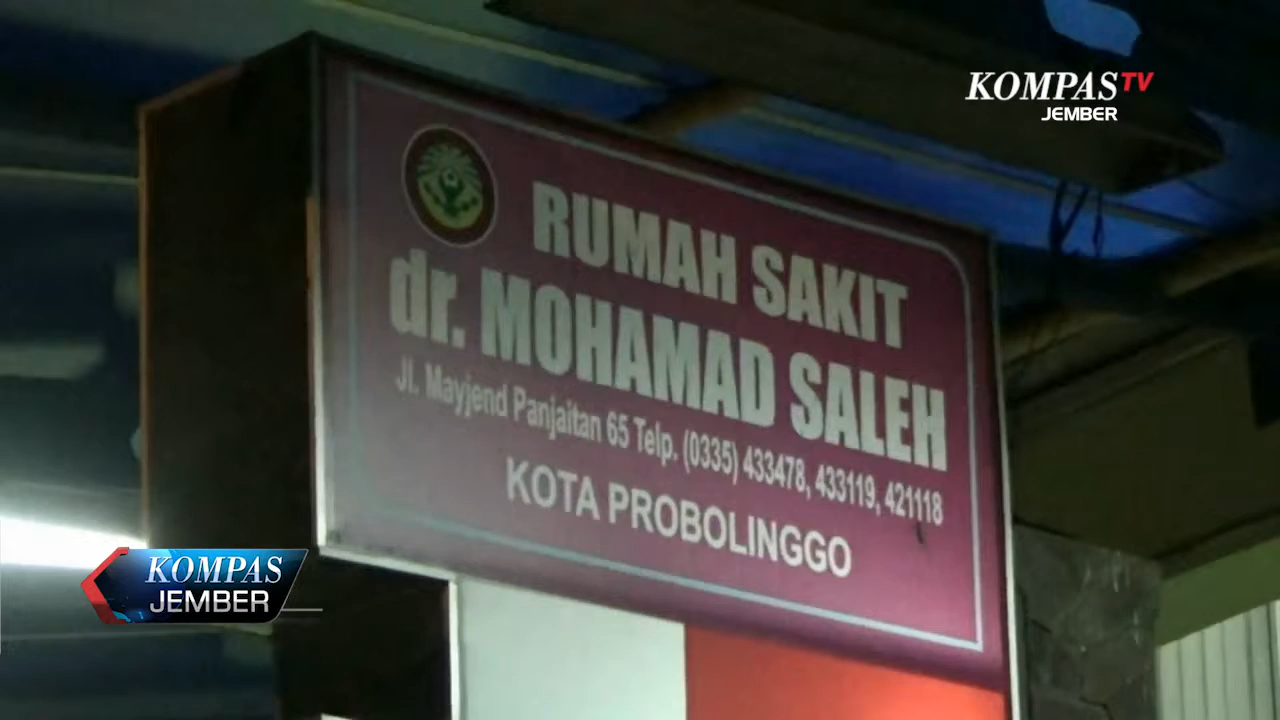 KOMPASTV
JEMBER
RUMAH SAKIT
dr. MOHAMAD SALEH
Jl. Mayjend Panjaitan 65 Telp. (0335) 433478, 433119, 421118
KOTA PROBOLINGGO
KOMPAS
JEMBER